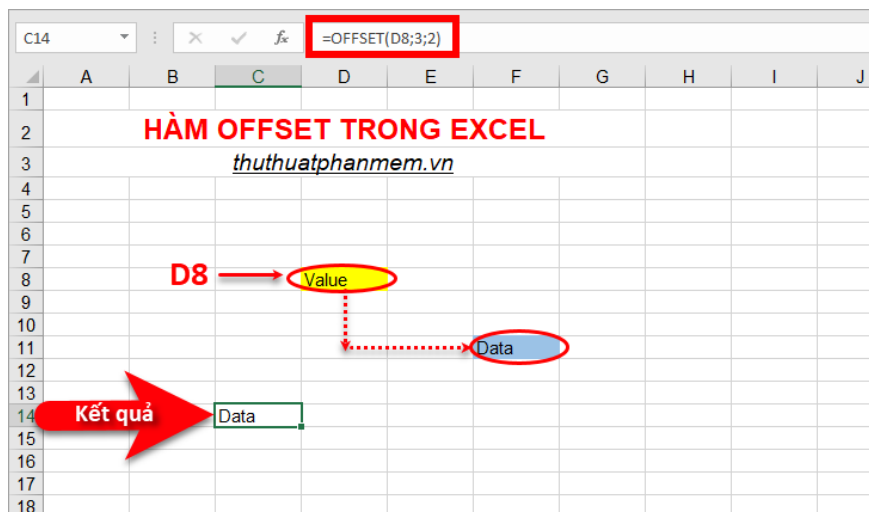 C14 fx =OFFSET(D8;3;2)
A B C D E F G H I J
1
2 HÀM OFFSET TRONG EXCEL
3 thuthuatphanmem.vn
4
5
6
7
8 D8 Value
9
10
11 Data
12
13
14 Kết quả Data
15
16
17
18